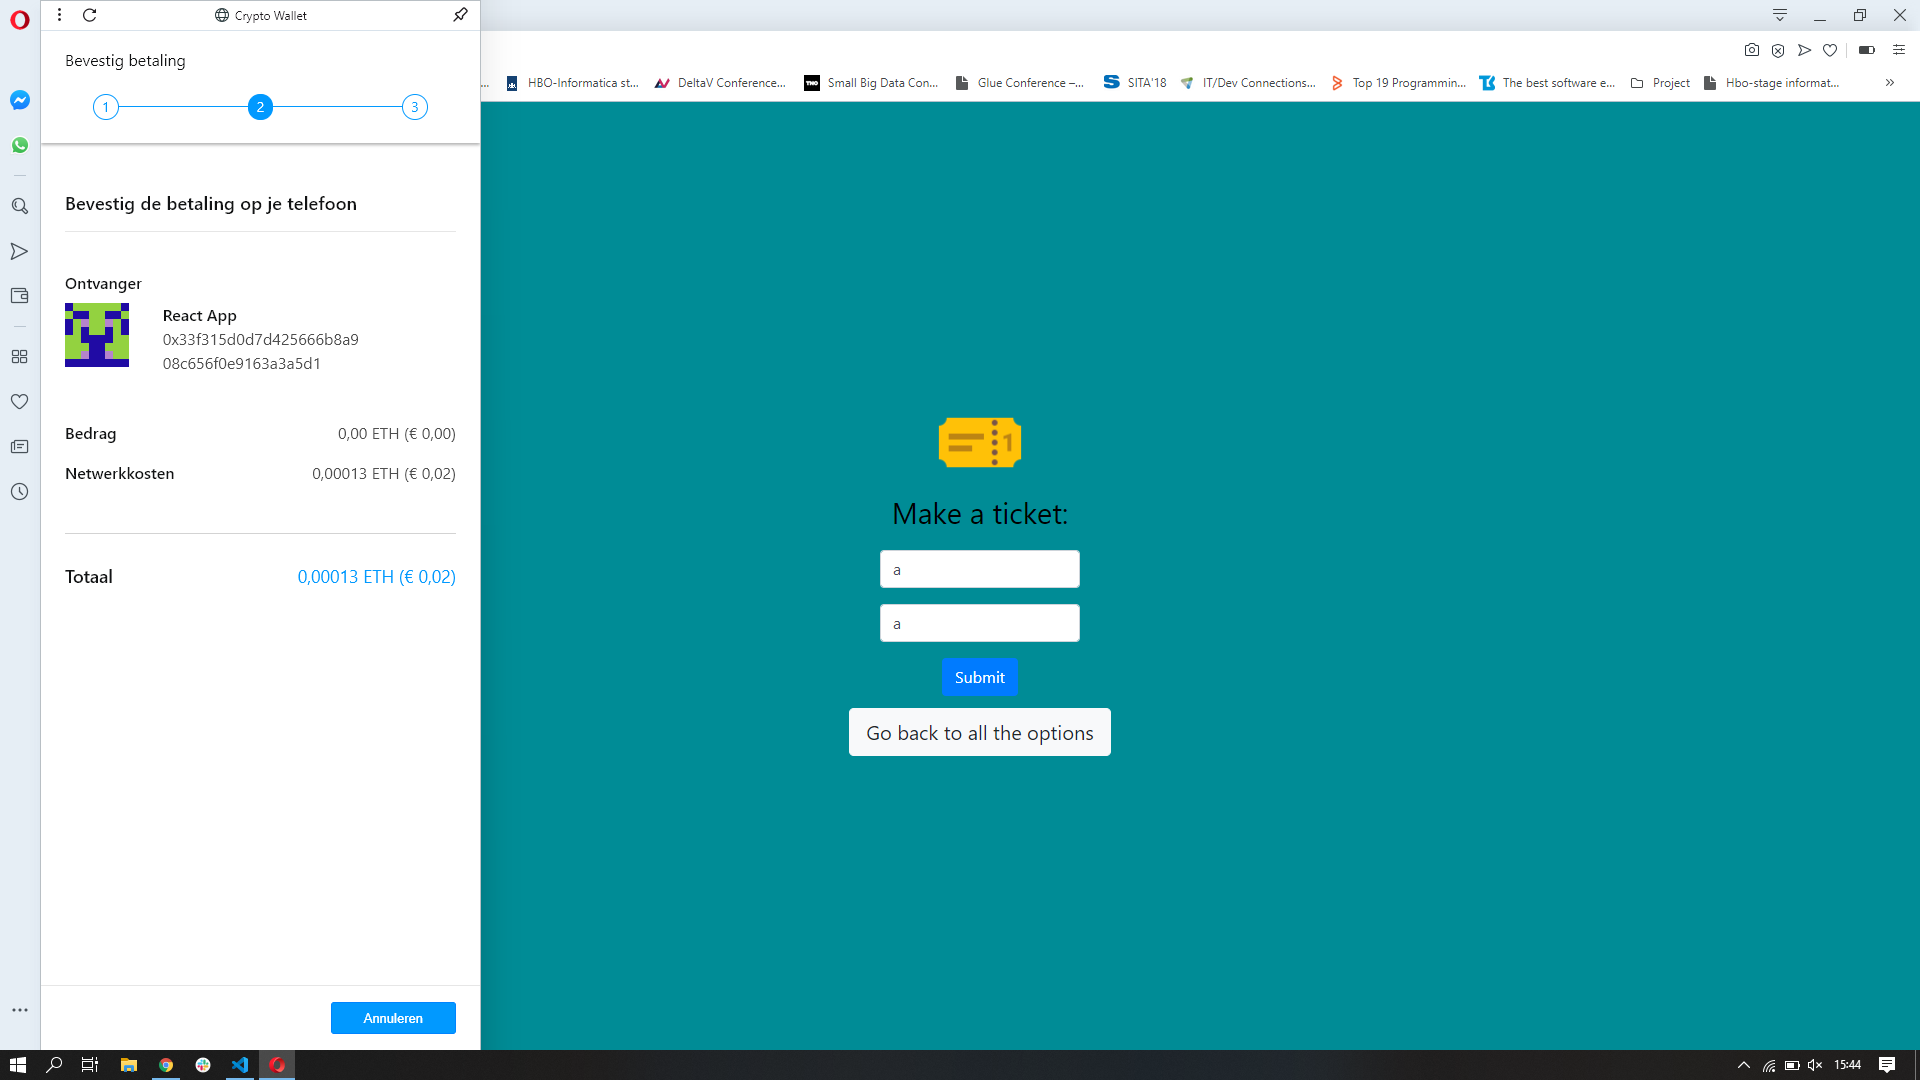 Crypto Wallet
Bevestig betaling
1 2 3
Bevestig de betaling op je telefoon
Ontvanger
React App
0x33f315d0d7d425666b8a9
08c656f0e9163a3a5d1
Bedrag 0,00 ETH (€ 0,00)
Netwerkkosten 0,00013 ETH (€ 0,02)
Totaal 0,00013 ETH (€ 0,02)
Annuleren
... HBO-Informatica st... DeltaV Conference... TNO Small Big Data Con... Glue Conference –... SITA'18 IT/Dev Connections... Top 19 Programmin... The best software e... Project Hbo-stage informat... »
1
Make a ticket:
a
a
Submit
Go back to all the options
15:44